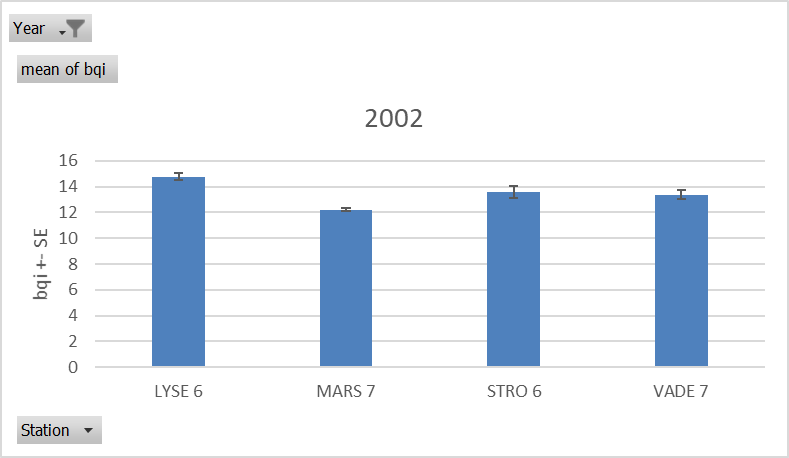 Year
mean of bqi
2002
bqi +- SE
16
14
12
10
8
6
4
2
0
LYSE 6 MARS 7 STRO 6 VADE 7
Station